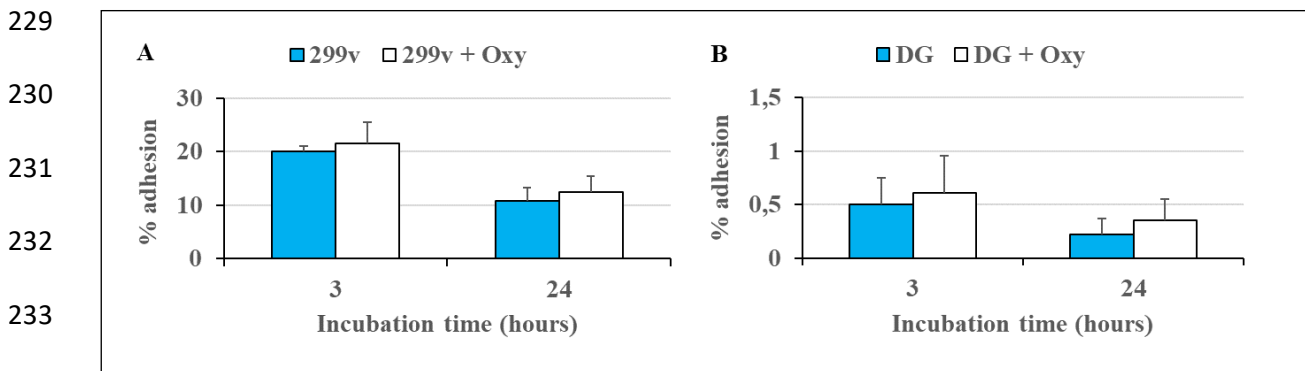 229
230
231
232
233
A
299v 299v + Oxy
30
20
10
0
% adhesion
3 24
Incubation time (hours)
B
DG DG + Oxy
1,5
1
0,5
0
% adhesion
3 24
Incubation time (hours)